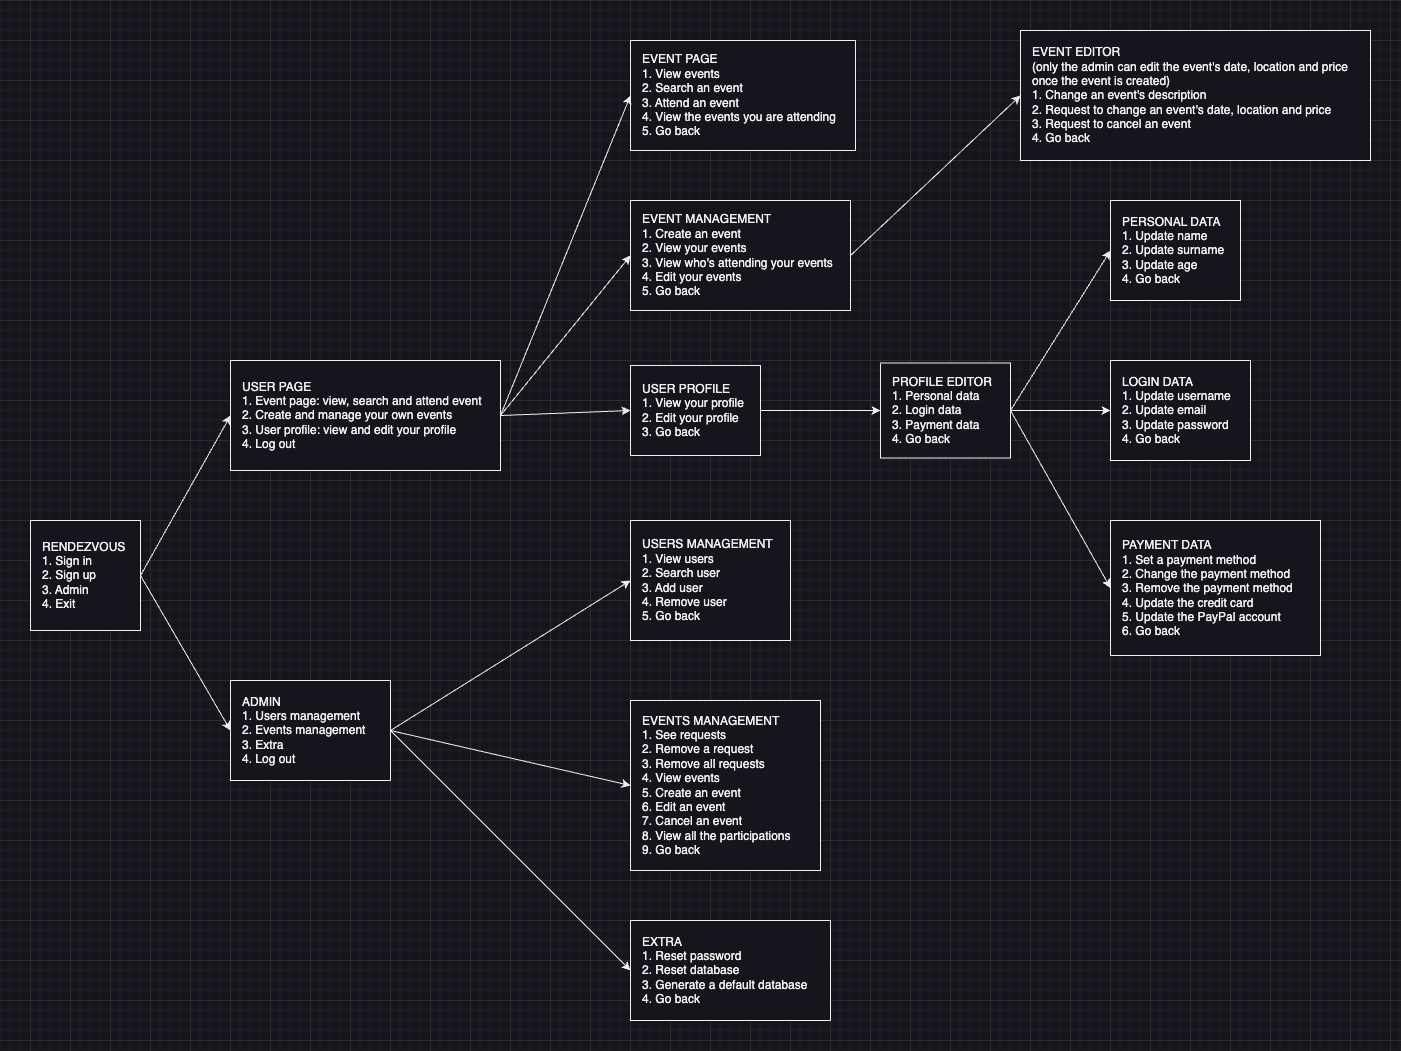 EVENT PAGE
1. View events
2. Search an event
3. Attend an event
4. View the events you are attending
5. Go back
EVENT EDITOR
(only the admin can edit the event's date, location and price
once the event is created)
1. Change an event's description
2. Request to change an event's date, location and price
3. Request to cancel an event
4. Go back
EVENT MANAGEMENT
1. Create an event
2. View your events
3. View who's attending your events
4. Edit your events
5. Go back
PERSONAL DATA
1. Update name
2. Update surname
3. Update age
4. Go back
USER PAGE
1. Event page: view, search and attend event
2. Create and manage your own events
3. User profile: view and edit your profile
4. Log out
USER PROFILE
1. View your profile
2. Edit your profile
3. Go back
PROFILE EDITOR
1. Personal data
2. Login data
3. Payment data
4. Go back
LOGIN DATA
1. Update username
2. Update email
3. Update password
4. Go back
RENDEZVOUS
1. Sign in
2. Sign up
3. Admin
4. Exit
USERS MANAGEMENT
1. View users
2. Search user
3. Add user
4. Remove user
5. Go back
PAYMENT DATA
1. Set a payment method
2. Change the payment method
3. Remove the payment method
4. Update the credit card
5. Update the PayPal account
6. Go back
ADMIN
1. Users management
2. Events management
3. Extra
4. Log out
EVENTS MANAGEMENT
1. See requests
2. Remove a request
3. Remove all requests
4. View events
5. Create an event
6. Edit an event
7. Cancel an event
8. View all the participations
9. Go back
EXTRA
1. Reset password
2. Reset database
3. Generate a default database
4. Go back